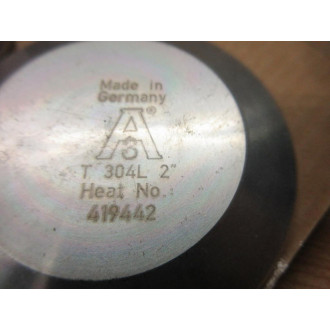 Made in
Germany
A®
T 304L 2"
Heat No.:
419442